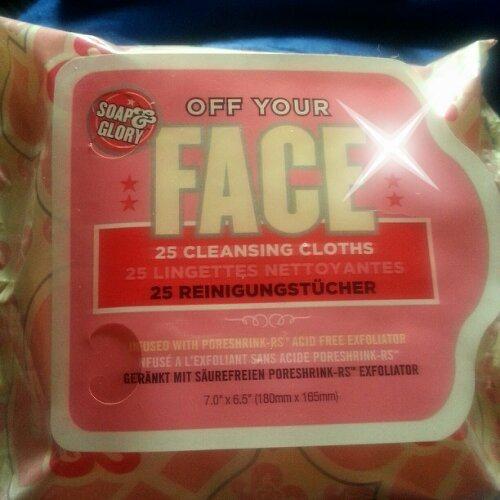 SOAP &
GLORY
OFF YOUR
FACE
25 CLEANSING CLOTHS
25 LINGETTES NETTOYANTES
25 REINIGUNGSTÜCHER
INFUSED WITH PORESHRINK-RS™ ACID FREE EXFOLIATOR
INFUSÉ A L'EXFOLIANT SANS ACIDE PORESHRINK-RS™
GERÄNKT MIT SÄUREFREIEN PORESHRINK-RS™ EXFOLIATOR
7.0" x 6.5" (180mm x 165mm)